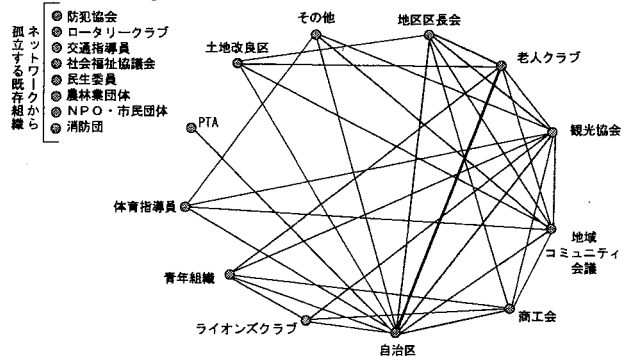 ネットワークから
孤立する既存組織
防犯協会
ロータリークラブ
交通指導員
社会福祉協議会
民生委員
農林業団体
NPO・市民団体
消防団
その他
地区区長会
土地改良区
老人クラブ
PTA
観光協会
体育指導員
地域
コミュニティ
会議
青年組織
商工会
ライオンズクラブ
自治区